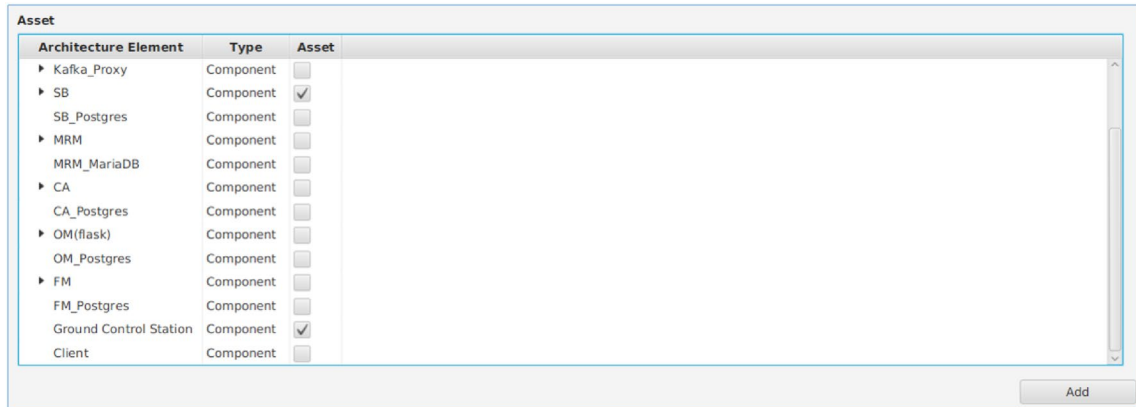 Asset
Architecture Element Type Asset
Kafka_Proxy Component
SB Component
SB_Postgres Component
MRM Component
MRM_MariaDB Component
CA Component
CA_Postgres Component
OM(flask) Component
OM_Postgres Component
FM Component
FM_Postgres Component
Ground Control Station Component
Client Component
Add